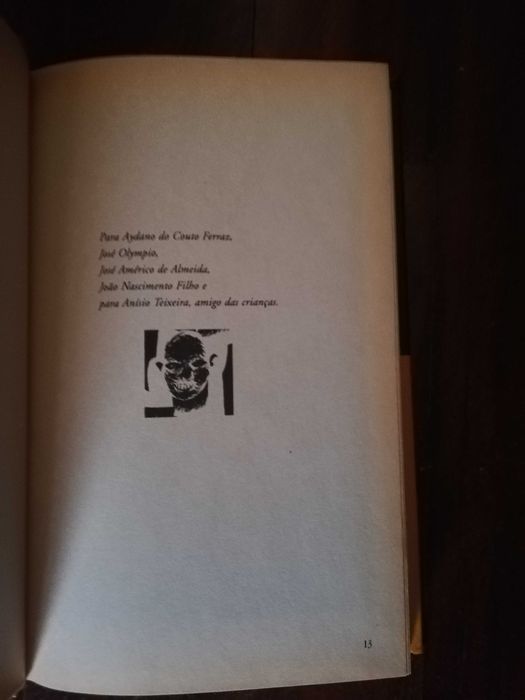 Para Aydano do Couto Ferraz,
José Olympio,
José Américo de Almeida,
João Nascimento Filho e
para Anísio Teixeira, amigo das crianças.
13